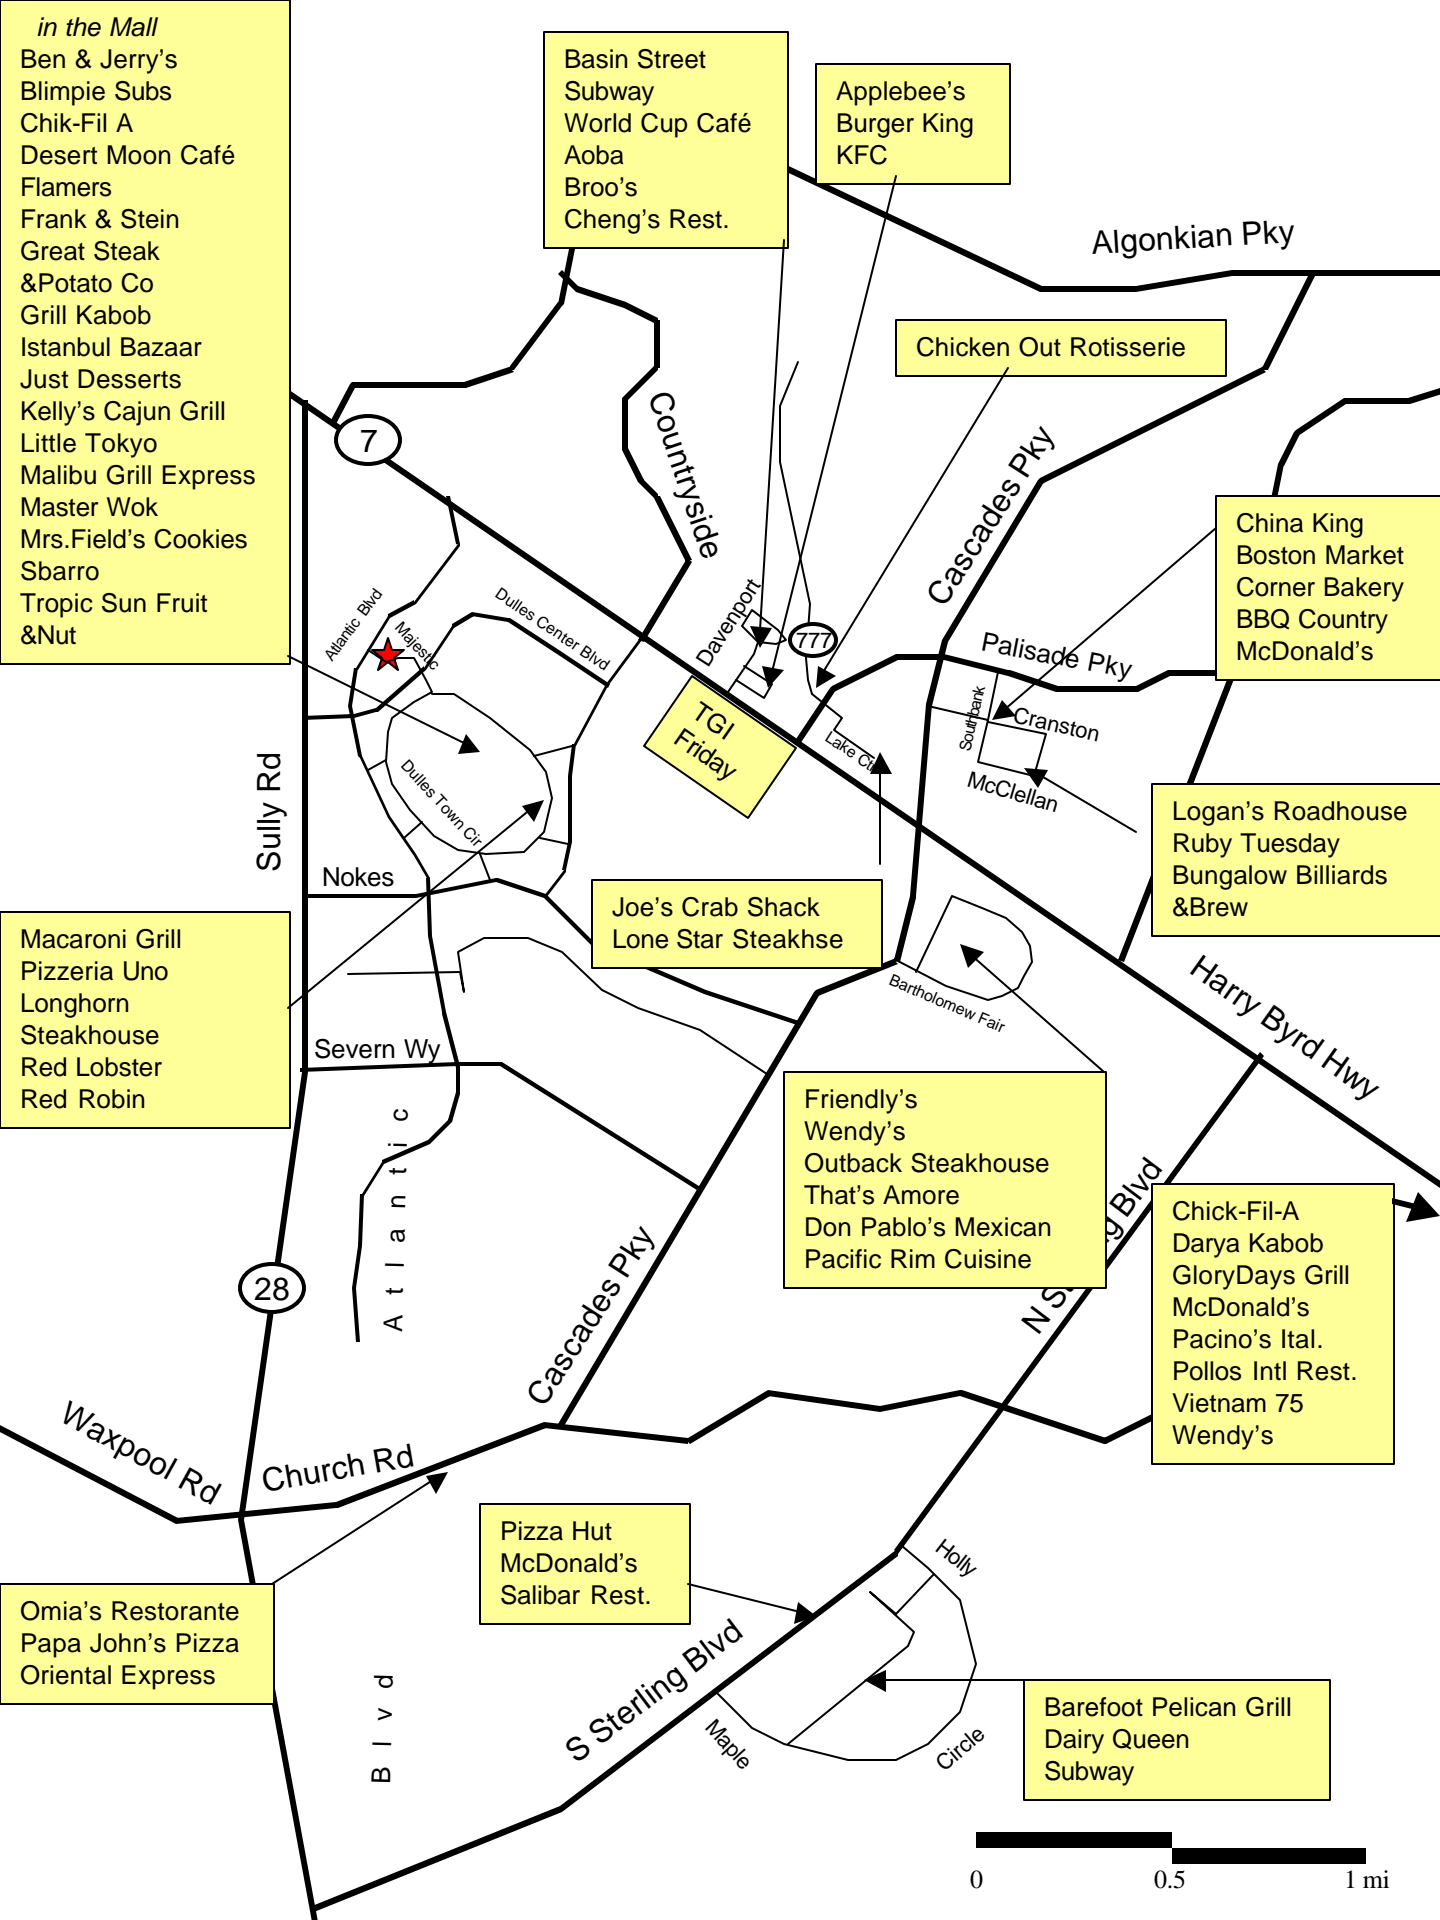 in the Mall
Ben & Jerry's
Blimpie Subs
Chik-Fil A
Desert Moon Café
Flamers
Frank & Stein
Great Steak
&Potato Co
Grill Kabob
Istanbul Bazaar
Just Desserts
Kelly's Cajun Grill
Little Tokyo
Malibu Grill Express
Master Wok
Mrs.Field's Cookies
Sbarro
Tropic Sun Fruit
&Nut
Basin Street
Subway
World Cup Café
Aoba
Broo's
Cheng's Rest.
Applebee's
Burger King
KFC
Algonkian Pky
Chicken Out Rotisserie
7
Countryside
Cascades Pky
China King
Boston Market
Corner Bakery
BBQ Country
McDonald's
Atlantic Blvd
Majestic
Dulles Center Blvd
Davenport
777
Palisade Pky
Southbank
Cranston
McClellan
TGI
Friday
Lake Ctr
Sully Rd
Dulles Town Cir
Nokes
Logan's Roadhouse
Ruby Tuesday
Bungalow Billiards
&Brew
Joe's Crab Shack
Lone Star Steakhse
Macaroni Grill
Pizzeria Uno
Longhorn
Steakhouse
Red Lobster
Red Robin
Bartholomew Fair
Harry Byrd Hwy
Severn Wy
Atlantic
Friendly's
Wendy's
Outback Steakhouse
That's Amore
Don Pablo's Mexican
Pacific Rim Cuisine
N S g Blvd
Chick-Fil-A
Darya Kabob
GloryDays Grill
McDonald's
Pacino's Ital.
Pollos Intl Rest.
Vietnam 75
Wendy's
28
Cascades Pky
Waxpool Rd
Church Rd
Pizza Hut
McDonald's
Salibar Rest.
Holly
Omia's Restorante
Papa John's Pizza
Oriental Express
Blvd
S Sterling Blvd
Maple
Circle
Barefoot Pelican Grill
Dairy Queen
Subway
0 0.5 1 mi